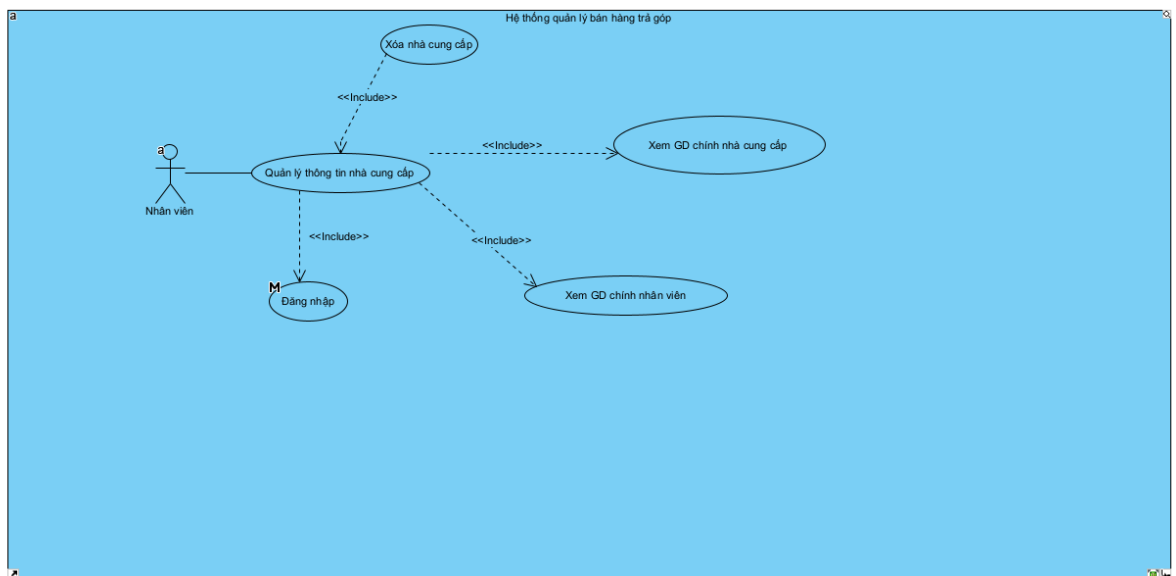 a
Hệ thống quản lý bán hàng trả góp
Xóa nhà cung cấp
<<Include>>
<<Include>>
Xem GD chính nhà cung cấp
a
Quản lý thông tin nhà cung cấp
Nhân viên
<<Include>>
<<Include>>
M
Đăng nhập
Xem GD chính nhân viên